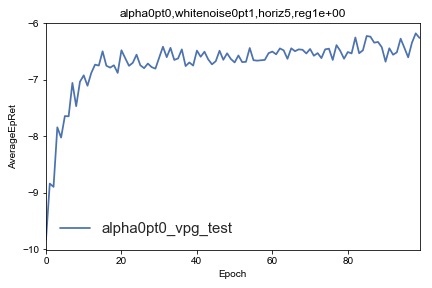 alpha0pt0,whitenoise0pt1,horiz5,reg1e+00
−6
−7
−8
−9
−10
AverageEpRet
alpha0pt0_vpg_test
0
20
40
60
80
Epoch